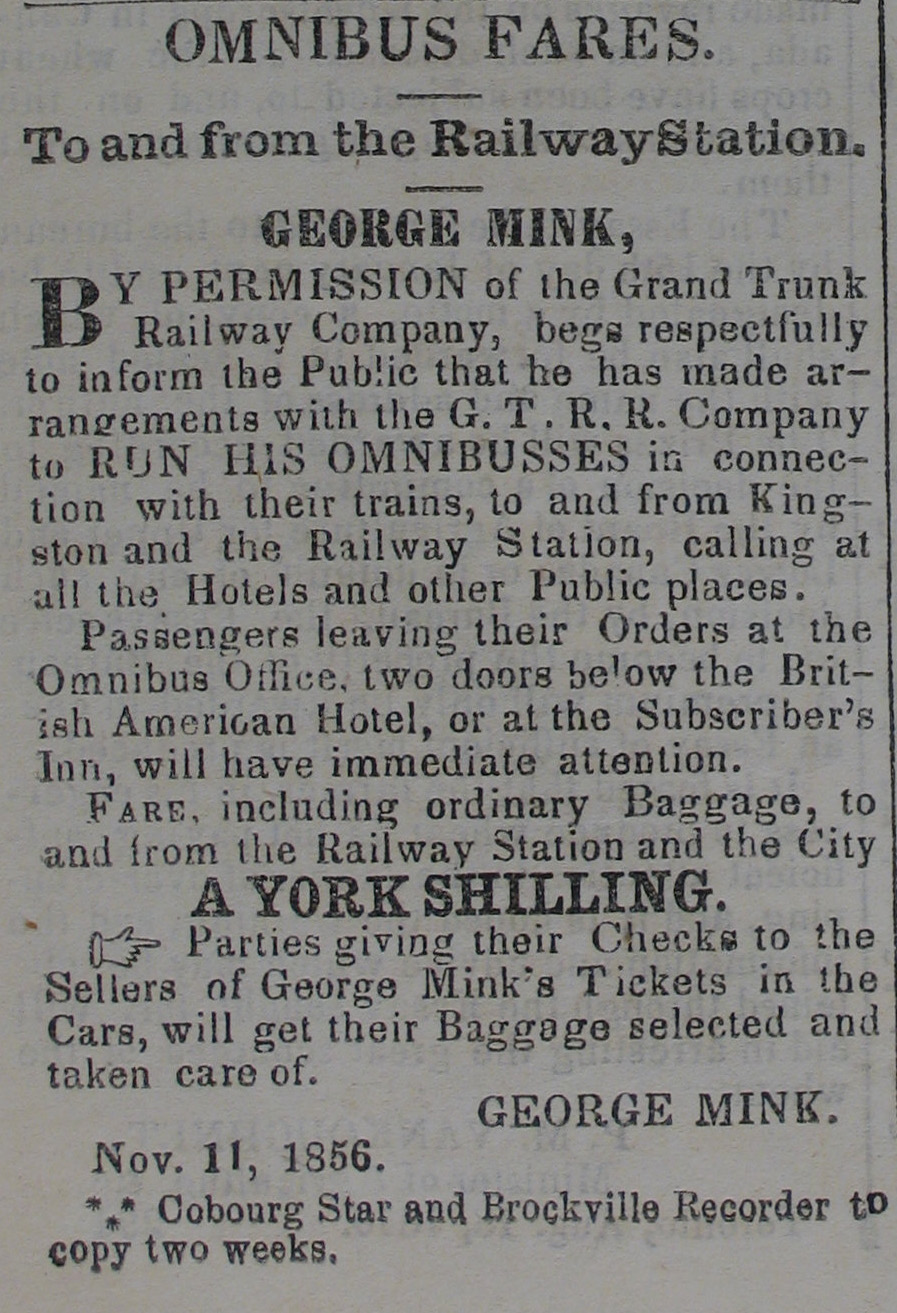 OMNIBUS FARES.
To and from the Railway Station.
GEORGE MINK,
BY PERMISSION of the Grand Trunk
Railway Company, begs respectfully
to inform the Public that he has made ar-
rangements with the G. T. R. R. Company
to RUN HIS OMNIBUSSES in connec-
tion with their trains, to and from King-
ston and the Railway Station, calling at
all the Hotels and other Public places.
Passengers leaving their Orders at the
Omnibus Office, two doors below the Brit-
ish American Hotel, or at the Subscriber's
Inn, will have immediate attention.
FARE, including ordinary Baggage, to
and from the Railway Station and the City
A YORK SHILLING.
☞ Parties giving their Checks to the
Sellers of George Mink's Tickets in the
Cars, will get their Baggage selected and
taken care of.
GEORGE MINK.
Nov. 11, 1856.
*** Cobourg Star and Brockville Recorder to
copy two weeks.